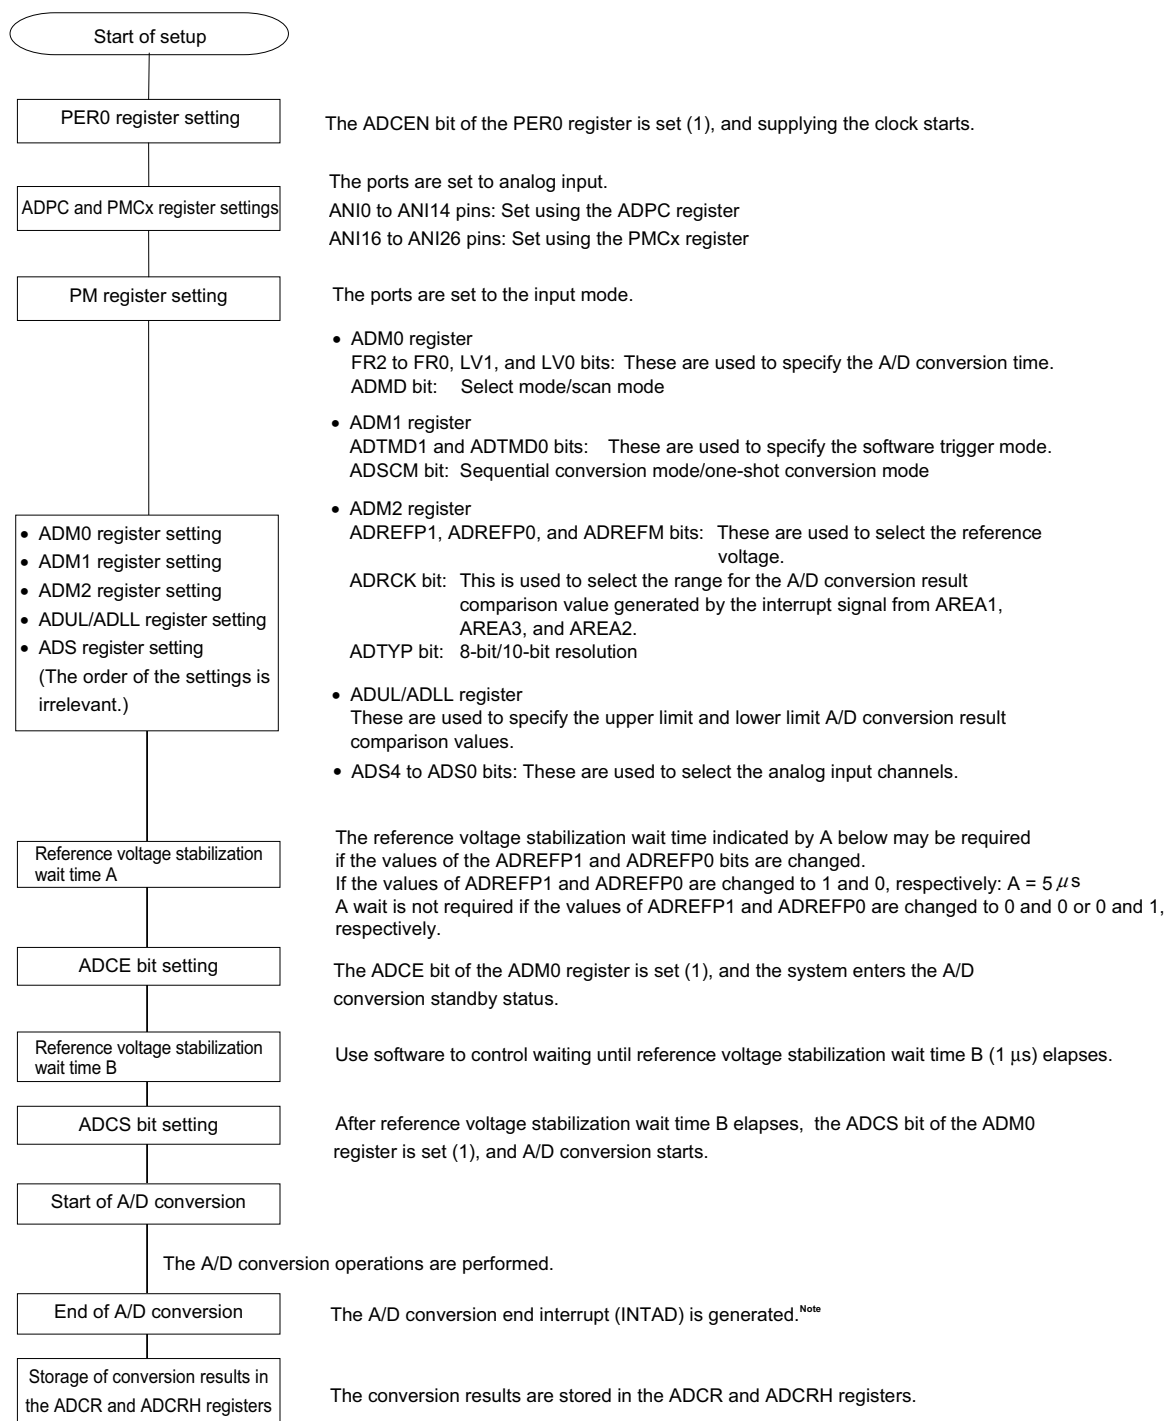 Start of setup
PER0 register setting
The ADCEN bit of the PER0 register is set (1), and supplying the clock starts.
ADPC and PMCx register settings
The ports are set to analog input.
ANI0 to ANI14 pins: Set using the ADPC register
ANI16 to ANI26 pins: Set using the PMCx register
PM register setting
The ports are set to the input mode.
• ADM0 register
FR2 to FR0, LV1, and LV0 bits: These are used to specify the A/D conversion time.
ADMD bit: Select mode/scan mode
• ADM1 register
ADTMD1 and ADTMD0 bits: These are used to specify the software trigger mode.
ADSCM bit: Sequential conversion mode/one-shot conversion mode
• ADM2 register
ADREFP1, ADREFP0, and ADREFM bits: These are used to select the reference
voltage.
ADRCK bit: This is used to select the range for the A/D conversion result
comparison value generated by the interrupt signal from AREA1,
AREA3, and AREA2.
ADTYP bit: 8-bit/10-bit resolution
• ADUL/ADLL register
These are used to specify the upper limit and lower limit A/D conversion result
comparison values.
• ADS4 to ADS0 bits: These are used to select the analog input channels.
• ADM0 register setting
• ADM1 register setting
• ADM2 register setting
• ADUL/ADLL register setting
• ADS register setting
(The order of the settings is
irrelevant.)
Reference voltage stabilization
wait time A
The reference voltage stabilization wait time indicated by A below may be required
if the values of the ADREFP1 and ADREFP0 bits are changed.
If the values of ADREFP1 and ADREFP0 are changed to 1 and 0, respectively: A = 5 μs
A wait is not required if the values of ADREFP1 and ADREFP0 are changed to 0 and 0 or 0 and 1,
respectively.
ADCE bit setting
The ADCE bit of the ADM0 register is set (1), and the system enters the A/D
conversion standby status.
Reference voltage stabilization
wait time B
Use software to control waiting until reference voltage stabilization wait time B (1 μs) elapses.
ADCS bit setting
After reference voltage stabilization wait time B elapses, the ADCS bit of the ADM0
register is set (1), and A/D conversion starts.
Start of A/D conversion
The A/D conversion operations are performed.
End of A/D conversion
The A/D conversion end interrupt (INTAD) is generated.Note
Storage of conversion results in
the ADCR and ADCRH registers
The conversion results are stored in the ADCR and ADCRH registers.